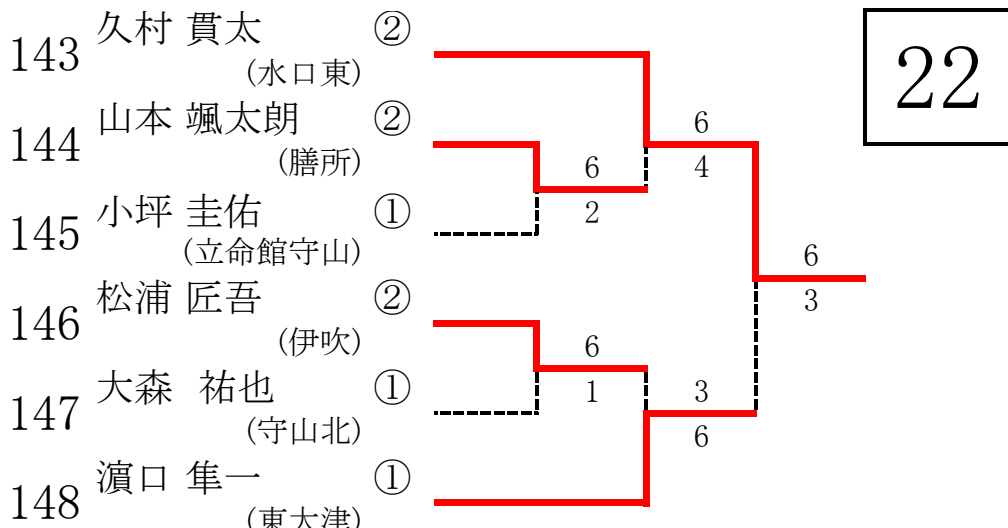 22
143 久村 貫太 ②
(水口東)
144 山本 颯太朗 ②
(膳所)
145 小坪 圭佑 ①
(立命館守山)
146 松浦 匠吾 ②
(伊吹)
147 大森 祐也 ①
(守山北)
148 濵口 隼一 ①
(東大津)
6
4
6
2
6
3
6
1
3
6